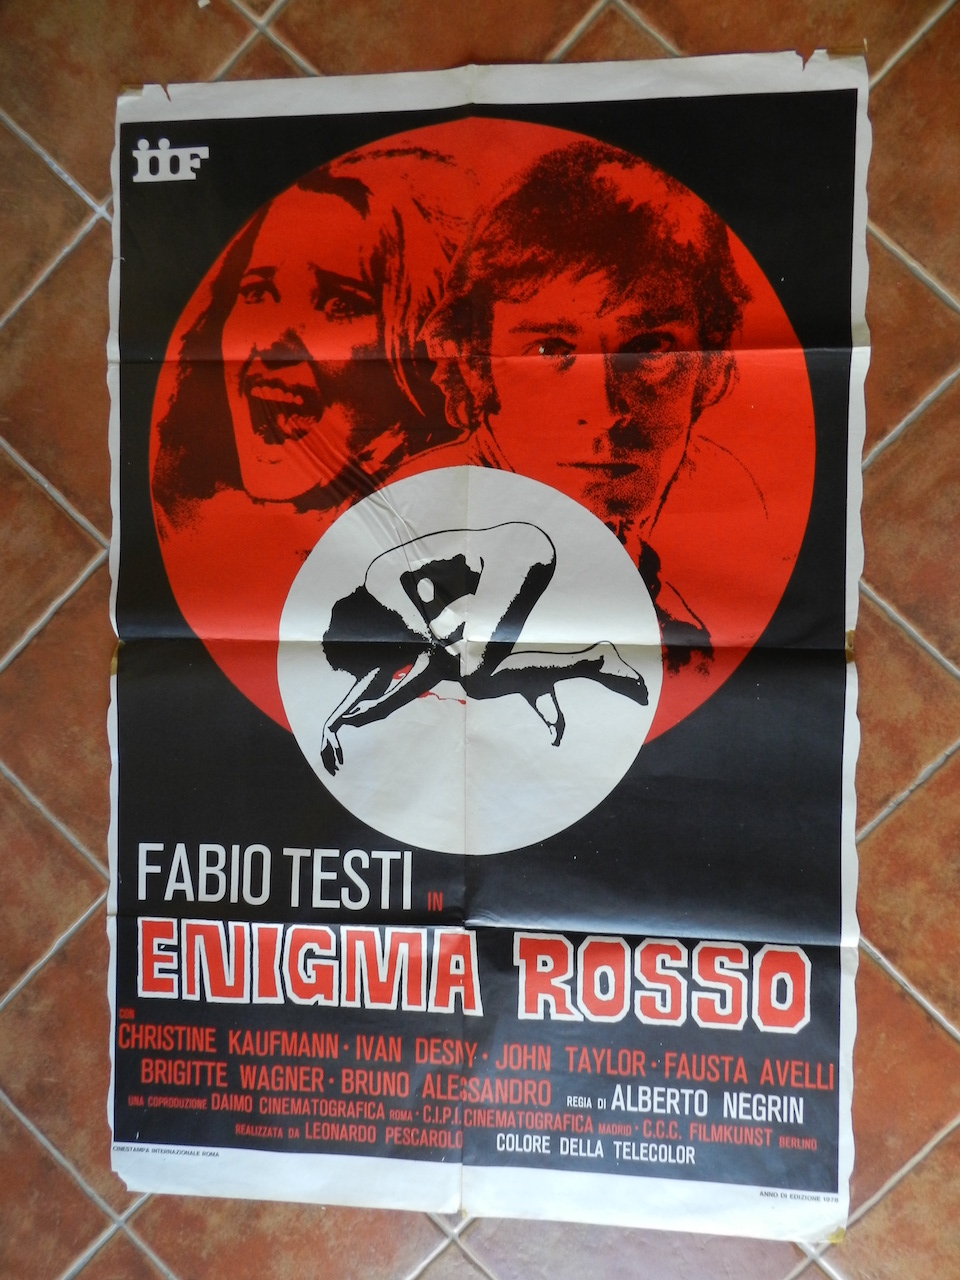 iif
FABIO TESTI IN
ENIGMA ROSSO
CON
CHRISTINE KAUFMANN · IVAN DESNY · JOHN TAYLOR · FAUSTA AVELLI
BRIGITTE WAGNER · BRUNO ALESSANDRO REGIA DI ALBERTO NEGRIN
UNA COPRODUZIONE DAIMO CINEMATOGRAFICA ROMA · C.I.P.I. CINEMATOGRAFICA MADRID · C.C.C. FILMKUNST BERLINO
REALIZZATA DA LEONARDO PESCAROLO COLORE DELLA TELECOLOR
CINESTAMPA INTERNAZIONALE ROMA
ANNO DI EDIZIONE 1978